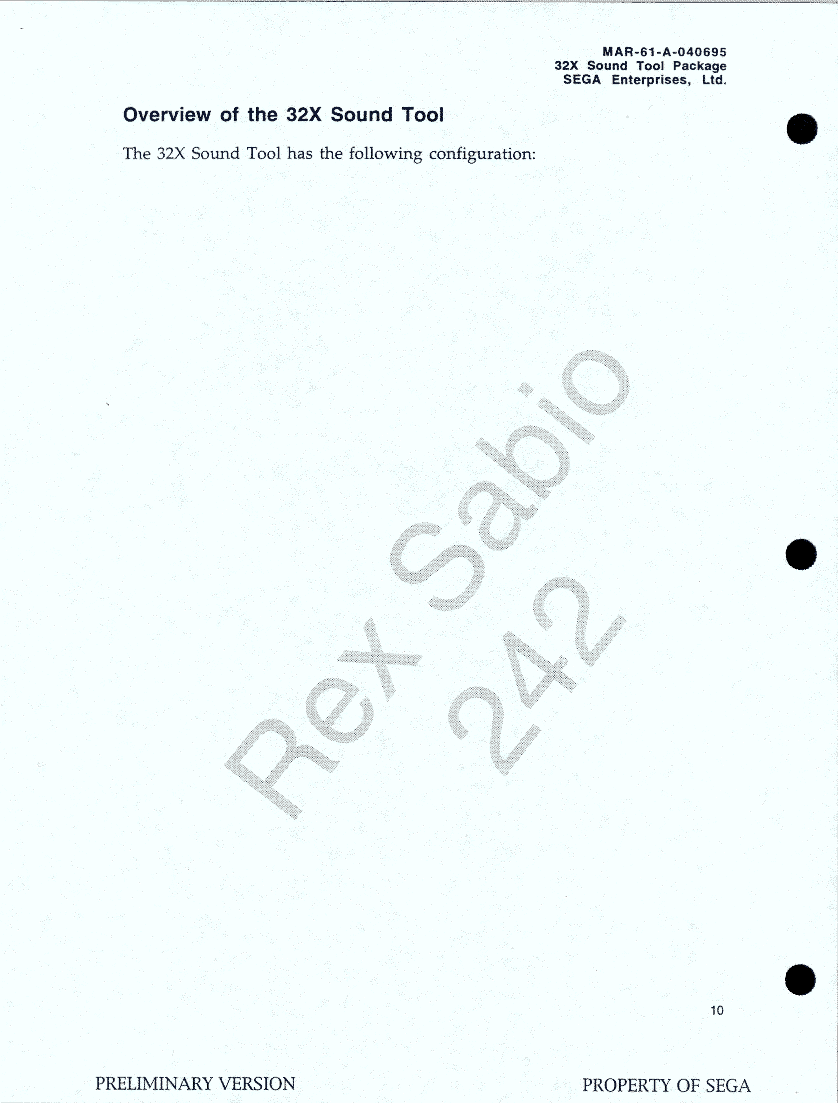 MAR-61-A-040695
32X Sound Tool Package
SEGA Enterprises, Ltd.
Overview of the 32X Sound Tool
The 32X Sound Tool has the following configuration:
Rex Sabio
242
10
PRELIMINARY VERSION
PROPERTY OF SEGA